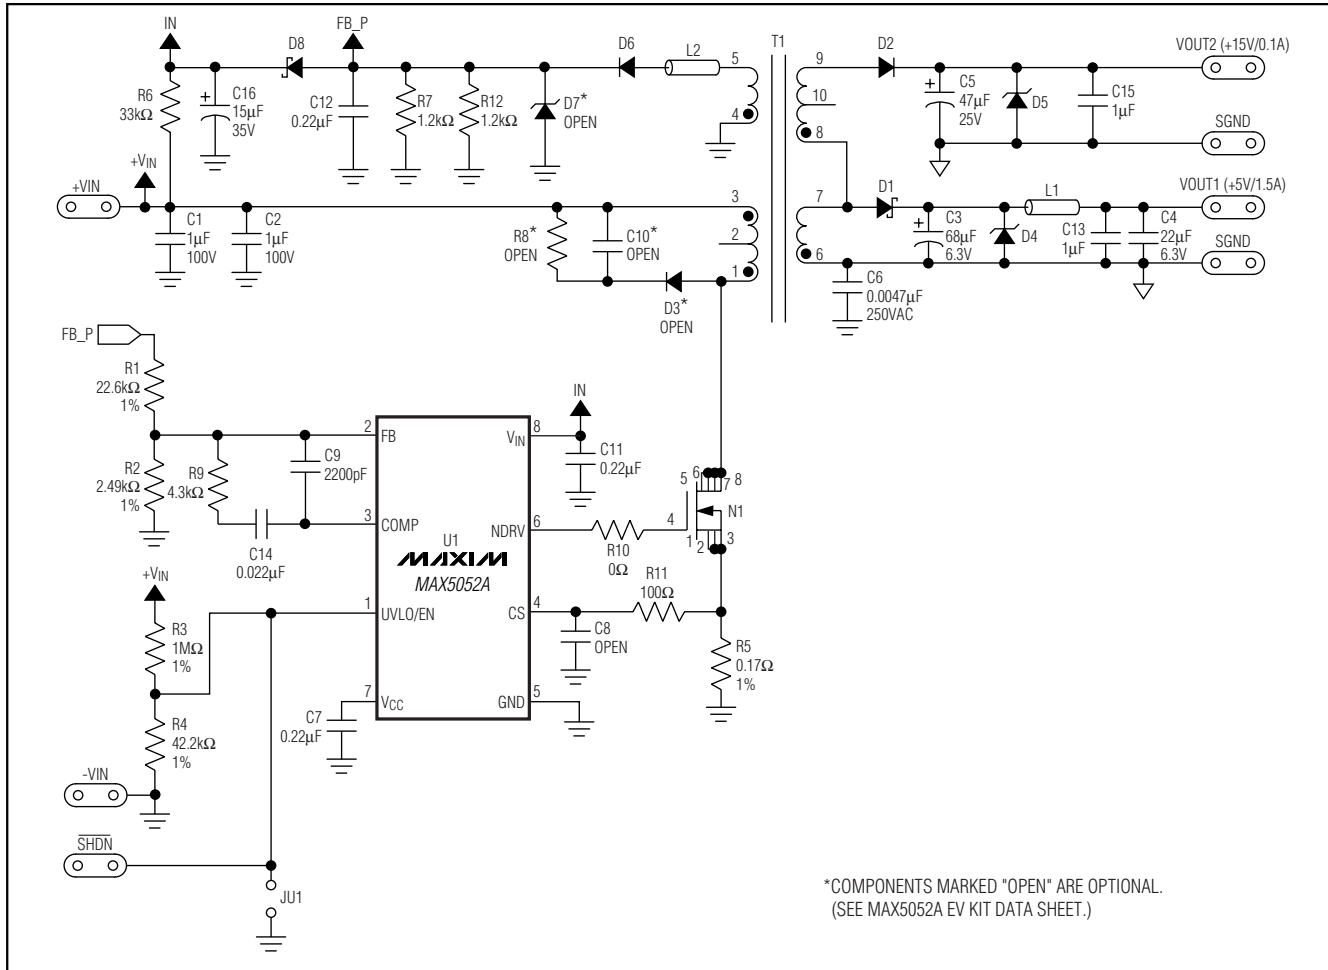 IN
FB_P
D8
D6
L2
5
T1
9
D2
VOUT2 (+15V/0.1A)
R6
33kΩ
+
C16
15µF
35V
C12
0.22µF
R7
1.2kΩ
R12
1.2kΩ
D7*
OPEN
4
10
8
+
C5
47µF
25V
D5
C15
1µF
SGND
+VIN
+VIN
C1
1µF
100V
C2
1µF
100V
R8*
OPEN
C10*
OPEN
D3*
OPEN
3
2
1
7
6
D1
+
C3
68µF
6.3V
D4
L1
C13
1µF
C4
22µF
6.3V
VOUT1 (+5V/1.5A)
SGND
C6
0.0047µF
250VAC
FB_P
R1
22.6kΩ
1%
R2
2.49kΩ
1%
R9
4.3kΩ
C9
2200pF
C14
0.022µF
2
FB
3
COMP
1
UVLO/EN
7
VCC
U1
MAXIM
MAX5052A
VIN
8
NDRV
6
CS
4
GND
5
IN
C11
0.22µF
R10
0Ω
4
5
6
7
8
N1
1
2
3
R11
100Ω
C8
OPEN
R5
0.17Ω
1%
+VIN
R3
1MΩ
1%
R4
42.2kΩ
1%
C7
0.22µF
-VIN
SHDN
JU1
*COMPONENTS MARKED "OPEN" ARE OPTIONAL.
(SEE MAX5052A EV KIT DATA SHEET.)